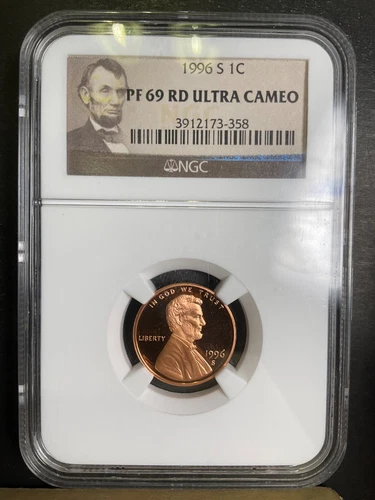 1996 S 1C
PF 69 RD ULTRA CAMEO
3912173-358
NGC
IN GOD WE TRUST
LIBERTY
1996
S